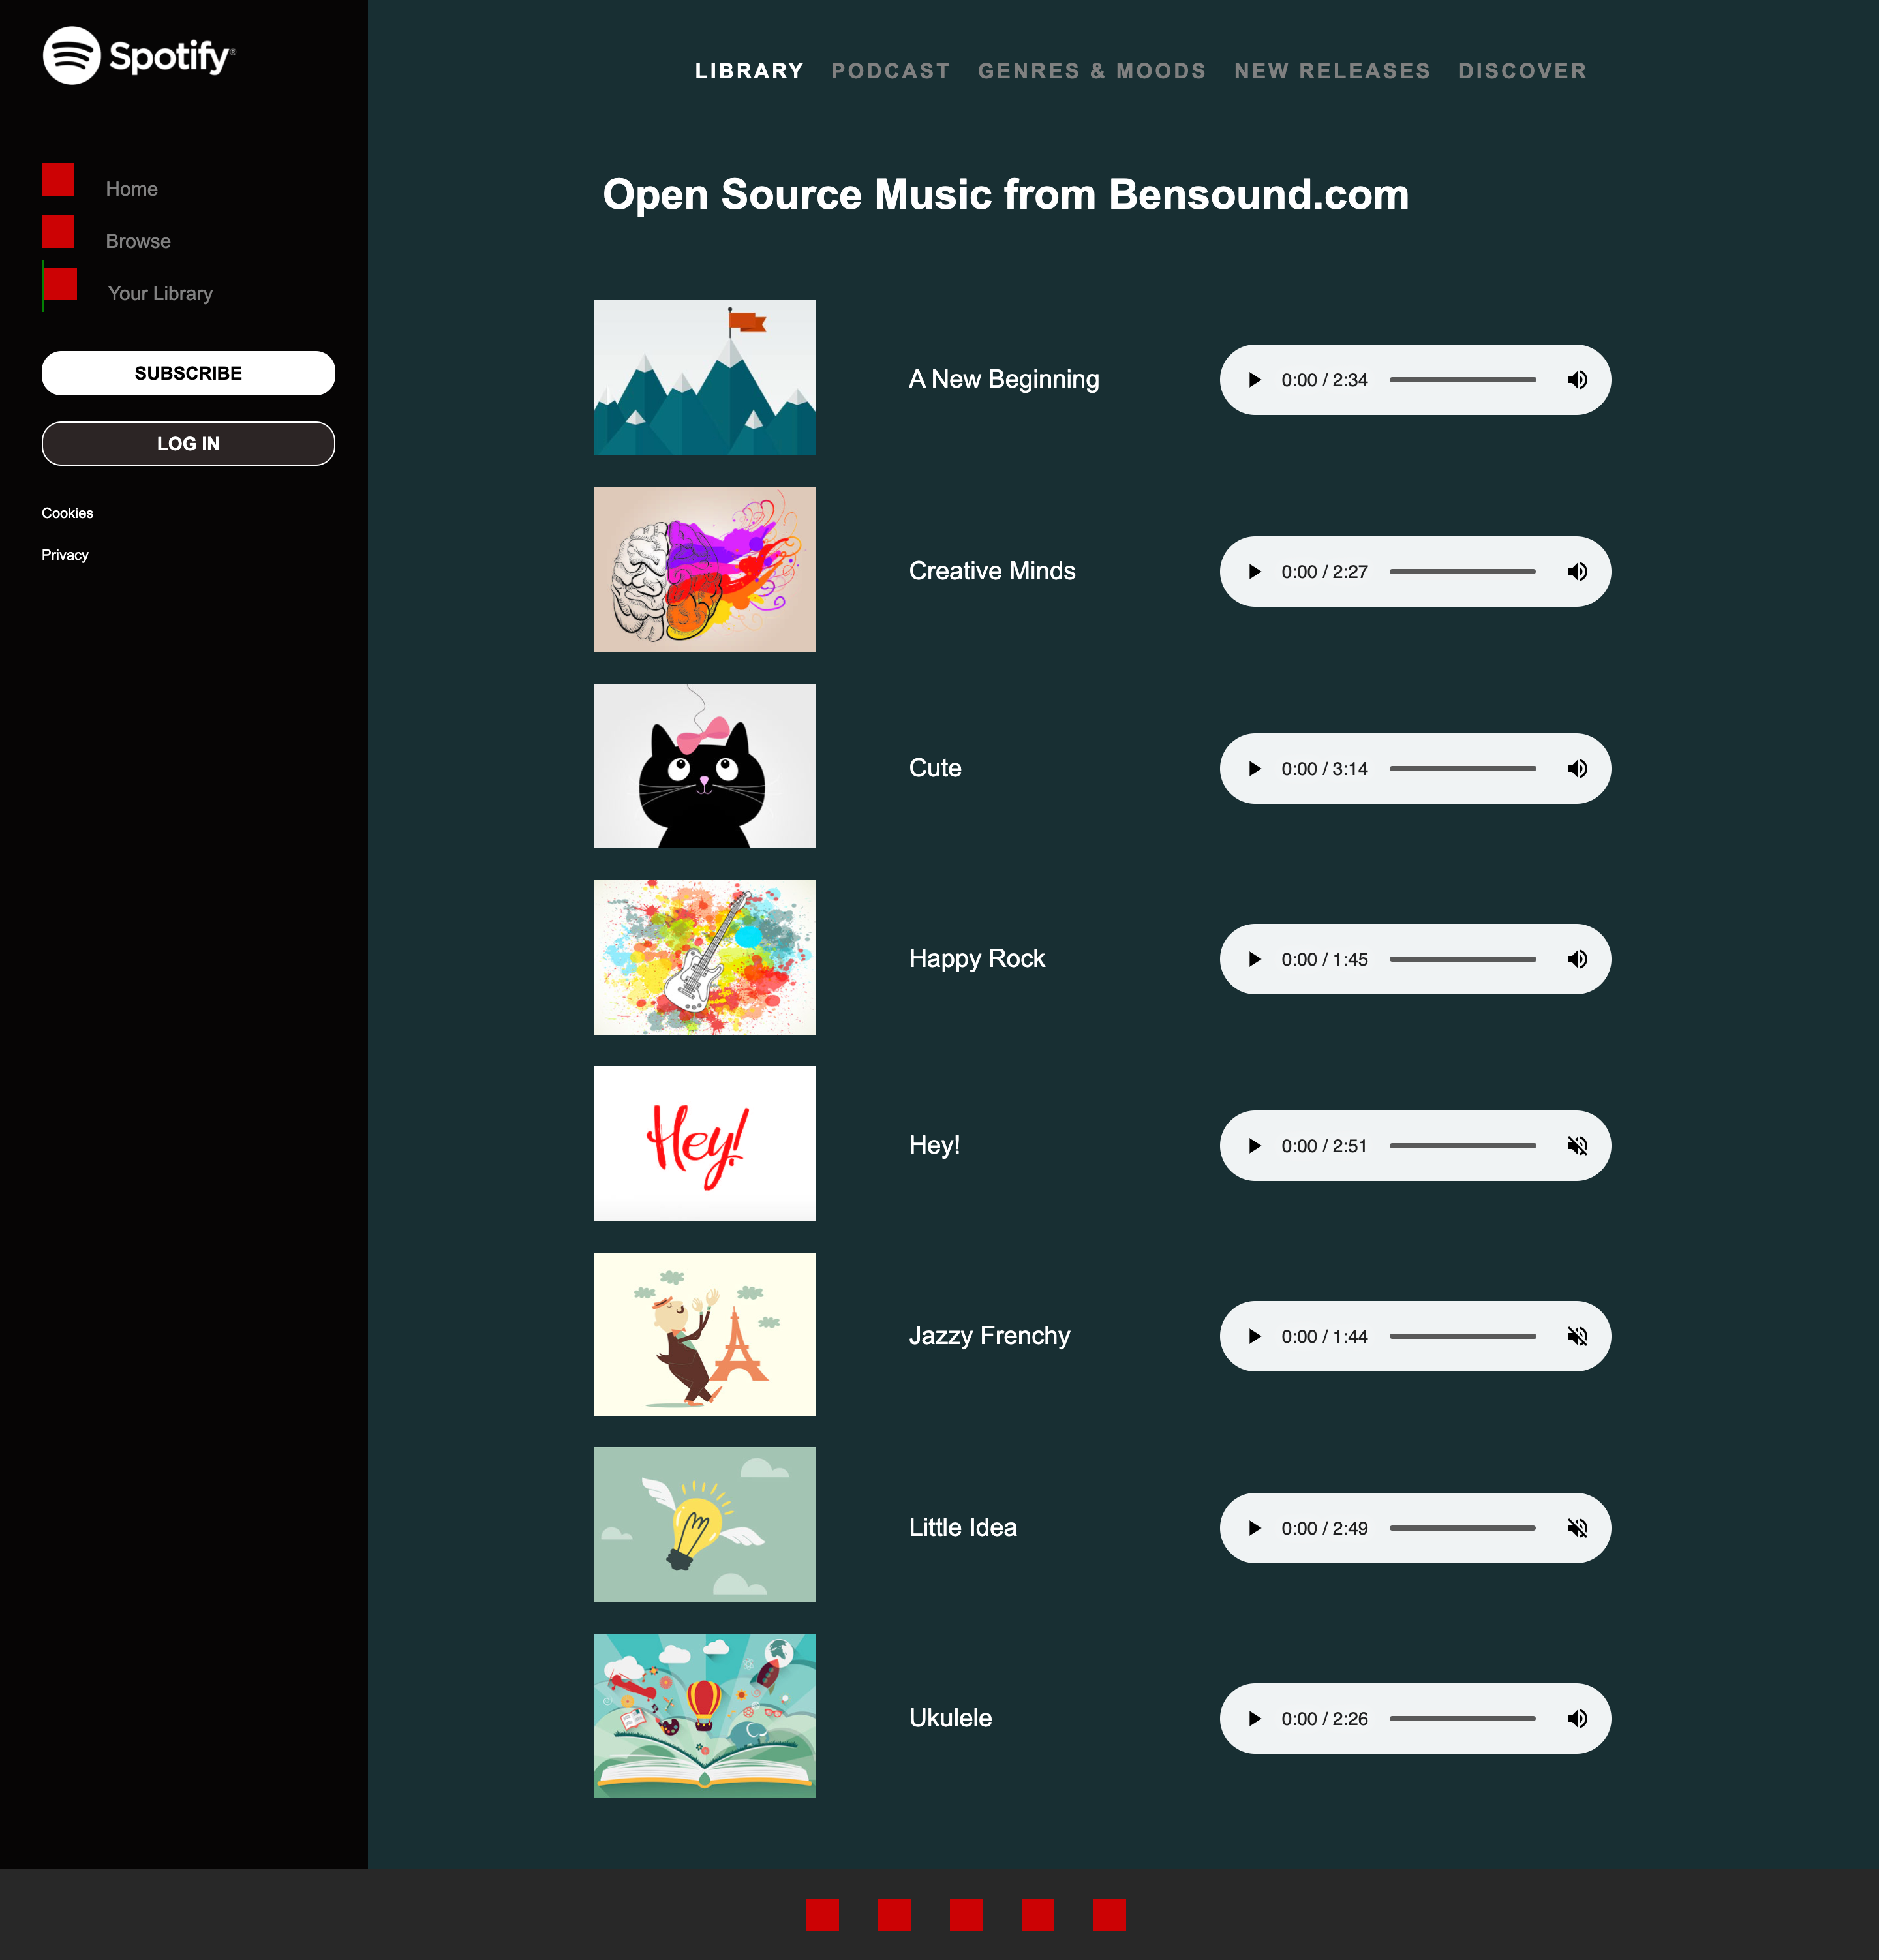 Spotify®
LIBRARY PODCAST GENRES & MOODS NEW RELEASES DISCOVER
Home
Browse
Your Library
SUBSCRIBE
LOG IN
Cookies
Privacy
Open Source Music from Bensound.com
A New Beginning
0:00 / 2:34
Creative Minds
0:00 / 2:27
Cute
0:00 / 3:14
Happy Rock
0:00 / 1:45
Hey!
Hey!
0:00 / 2:51
Jazzy Frenchy
0:00 / 1:44
Little Idea
0:00 / 2:49
Ukulele
0:00 / 2:26